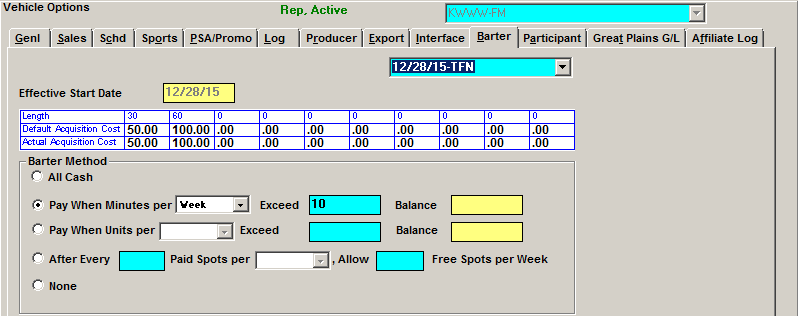 Vehicle Options Rep, Active KWWW-FM
Genl Sales Schd Sports PSA/Promo Log Producer Export Interface Barter Participant Great Plains G/L Affiliate Log
12/28/15-TFN
Effective Start Date 12/28/15
Length 30 60 0 0 0 0 0 0 0 0
Default Acquisition Cost 50.00 100.00 .00 .00 .00 .00 .00 .00 .00 .00
Actual Acquisition Cost 50.00 100.00 .00 .00 .00 .00 .00 .00 .00 .00
Barter Method
All Cash
Pay When Minutes per Week Exceed 10 Balance
Pay When Units per Exceed Balance
After Every Paid Spots per , Allow Free Spots per Week
None